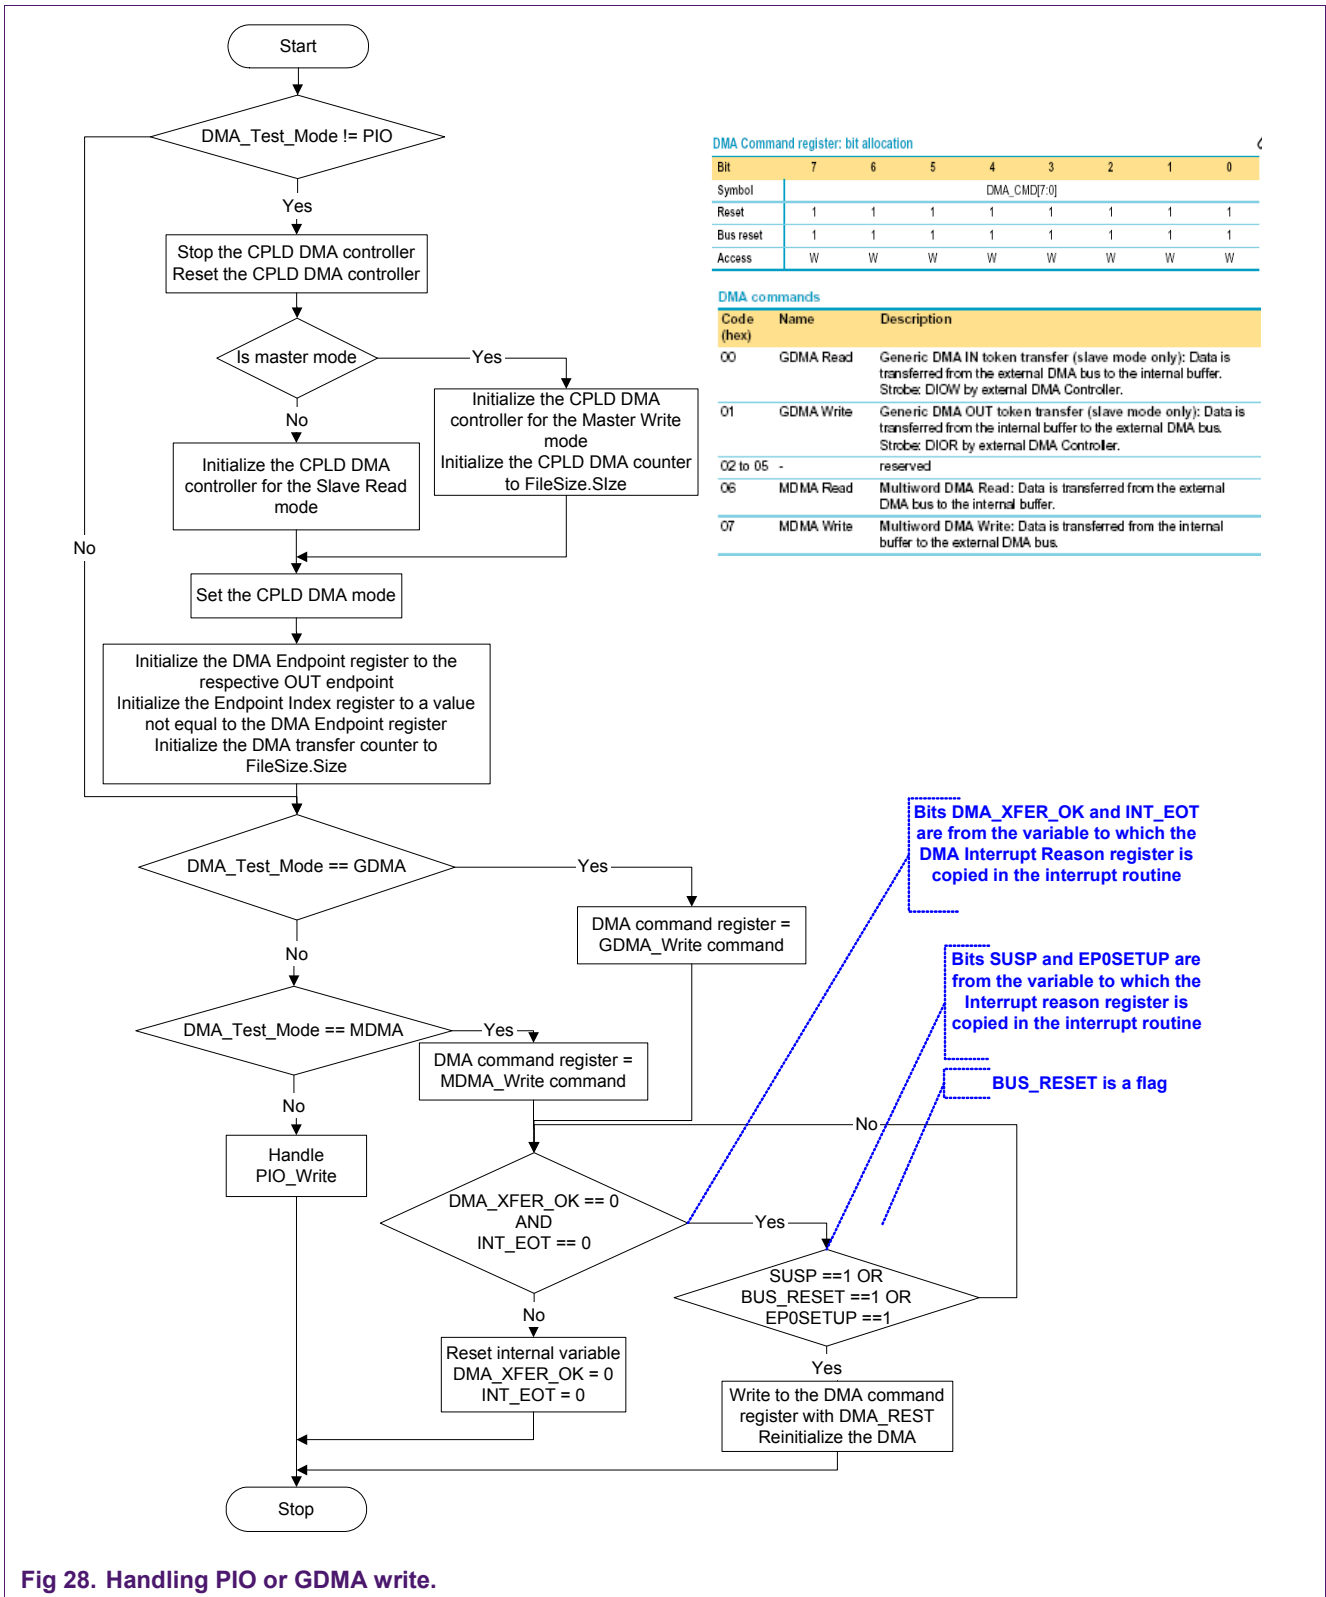 Start
DMA_Test_Mode != PIO
Yes
Stop the CPLD DMA controller
Reset the CPLD DMA controller
Is master mode
Yes
Initialize the CPLD DMA
controller for the Master Write
mode
Initialize the CPLD DMA counter
to FileSize.SIze
No
Initialize the CPLD DMA
controller for the Slave Read
mode
No
Set the CPLD DMA mode
Initialize the DMA Endpoint register to the
respective OUT endpoint
Initialize the Endpoint Index register to a value
not equal to the DMA Endpoint register
Initialize the DMA transfer counter to
FileSize.Size
DMA_Test_Mode == GDMA
Yes
DMA command register =
GDMA_Write command
No
DMA_Test_Mode == MDMA
Yes
DMA command register =
MDMA_Write command
No
Handle
PIO_Write
No
DMA_XFER_OK == 0
AND
INT_EOT == 0
Yes
SUSP ==1 OR
BUS_RESET ==1 OR
EP0SETUP ==1
No
Reset internal variable
DMA_XFER_OK = 0
INT_EOT = 0
Yes
Write to the DMA command
register with DMA_REST
Reinitialize the DMA
Stop
DMA Command register: bit allocation
Bit 7 6 5 4 3 2 1 0
Symbol DMA_CMD[7:0]
Reset 1 1 1 1 1 1 1 1
Bus reset 1 1 1 1 1 1 1 1
Access W W W W W W W W
DMA commands
Code Name Description
(hex)
00 GDMA Read Generic DMA IN token transfer (slave mode only): Data is
transferred from the external DMA bus to the internal buffer.
Strobe: DIOW by external DMA Controller.
01 GDMA Write Generic DMA OUT token transfer (slave mode only): Data is
transferred from the internal buffer to the external DMA bus.
Strobe: DIOR by external DMA Controller.
02 to 05 - reserved
06 MDMA Read Multiword DMA Read: Data is transferred from the external
DMA bus to the internal buffer.
07 MDMA Write Multiword DMA Write: Data is transferred from the internal
buffer to the external DMA bus.
Bits DMA_XFER_OK and INT_EOT
are from the variable to which the
DMA Interrupt Reason register is
copied in the interrupt routine
Bits SUSP and EP0SETUP are
from the variable to which the
Interrupt reason register is
copied in the interrupt routine
BUS_RESET is a flag
Fig 28. Handling PIO or GDMA write.